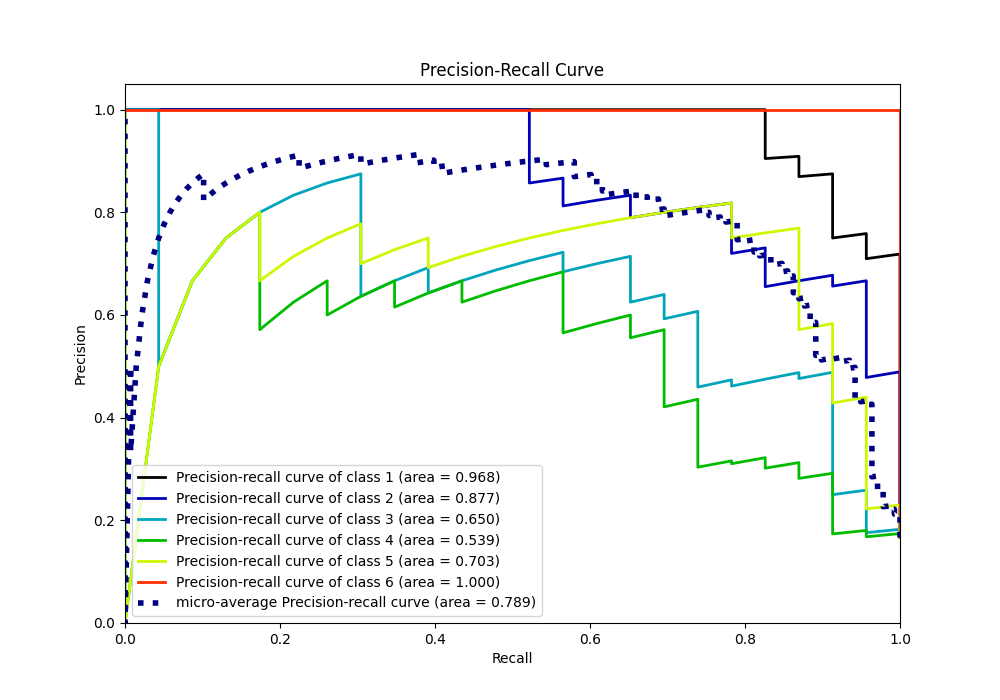 Precision-Recall Curve
1.0
0.8
0.6
0.4
0.2
0.0
Precision
Precision-recall curve of class 1 (area = 0.968)
Precision-recall curve of class 2 (area = 0.877)
Precision-recall curve of class 3 (area = 0.650)
Precision-recall curve of class 4 (area = 0.539)
Precision-recall curve of class 5 (area = 0.703)
Precision-recall curve of class 6 (area = 1.000)
micro-average Precision-recall curve (area = 0.789)
0.0 0.2 0.4 0.6 0.8 1.0
Recall